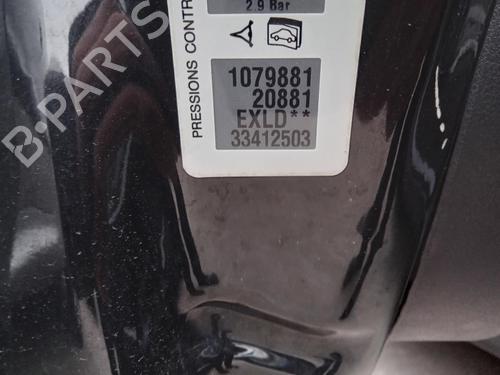 2.9 Bar
PRESSIONS CONTR
1079881
20881
EXLD**
33412503
B-PARTS